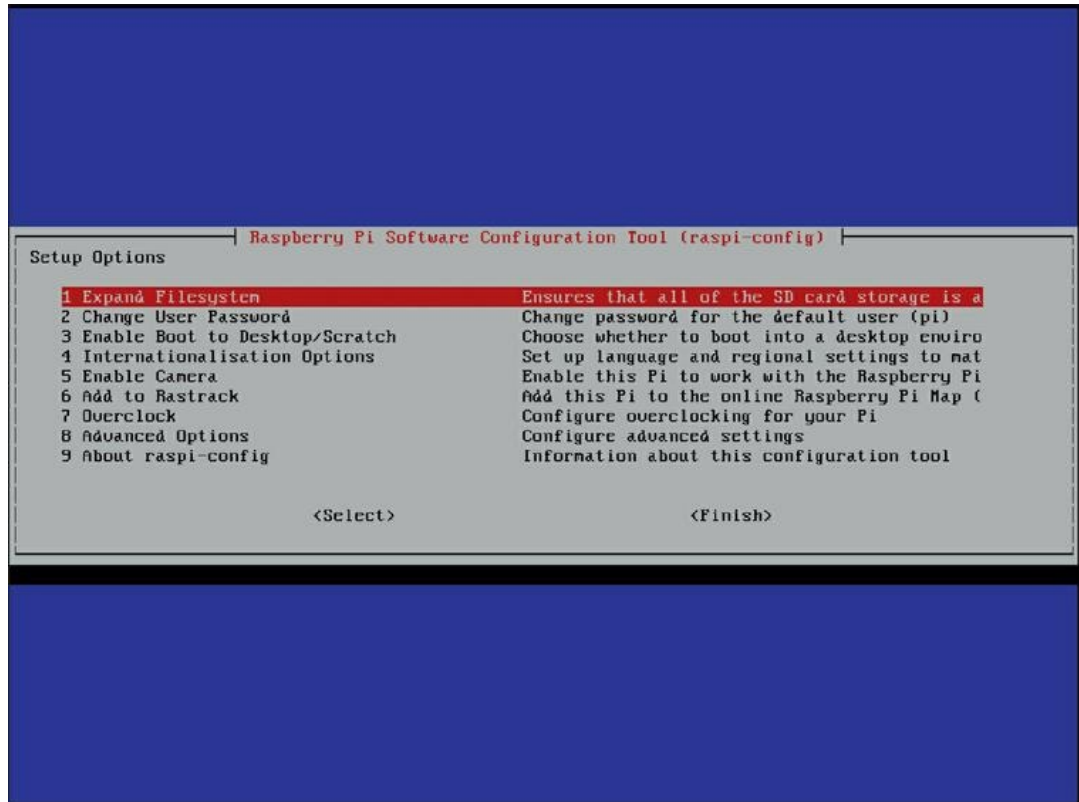 Raspberry Pi Software Configuration Tool (raspi-config)
Setup Options
1 Expand Filesystem Ensures that all of the SD card storage is a
2 Change User Password Change password for the default user (pi)
3 Enable Boot to Desktop/Scratch Choose whether to boot into a desktop enviro
4 Internationalisation Options Set up language and regional settings to mat
5 Enable Camera Enable this Pi to work with the Raspberry Pi
6 Add to Rastrack Add this Pi to the online Raspberry Pi Map (
7 Overclock Configure overclocking for your Pi
8 Advanced Options Configure advanced settings
9 About raspi-config Information about this configuration tool
<Select> <Finish>